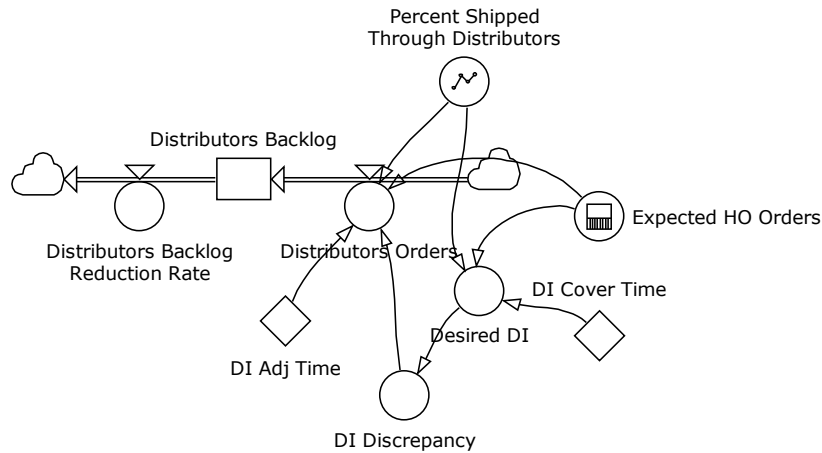 Percent Shipped
Through Distributors
Distributors Backlog
Expected HO Orders
Distributors Backlog
Reduction Rate
Distributors Orders
DI Cover Time
Desired DI
DI Adj Time
DI Discrepancy